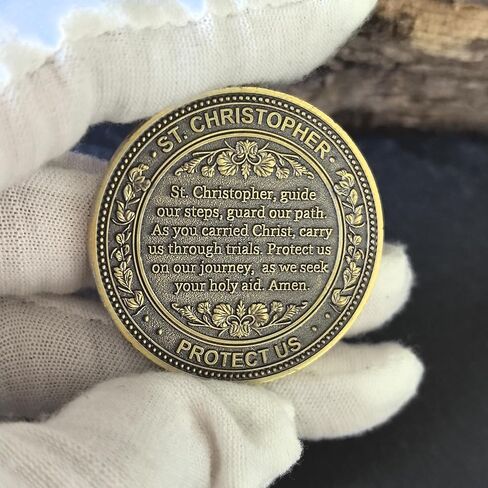 · ST. CHRISTOPHER ·
St. Christopher, guide
our steps, guard our path.
As you carried Christ, carry
us through trials. Protect us
on our journey, as we seek
your holy aid. Amen.
PROTECT US